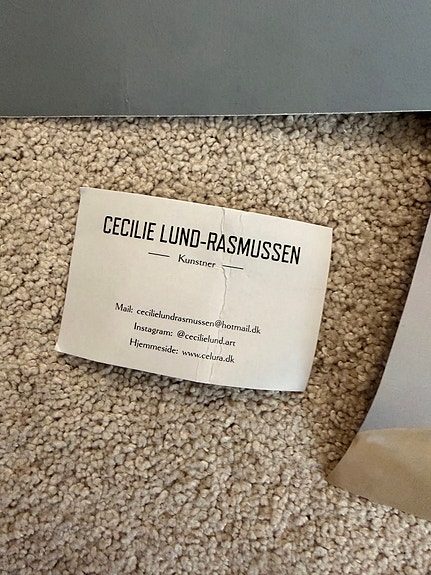 CECILIE LUND-RASMUSSEN
Kunstner
Mail: cecilielundrasmussen@hotmail.dk
Instagram: @cecilielund.art
Hjemmeside: www.celura.dk